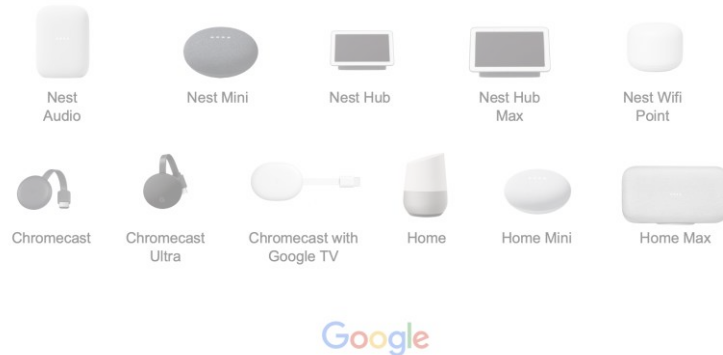 Nest Audio
Nest Mini
Nest Hub
Nest Hub Max
Nest Wifi Point
Chromecast
Chromecast Ultra
Chromecast with Google TV
Home
Home Mini
Home Max
Google